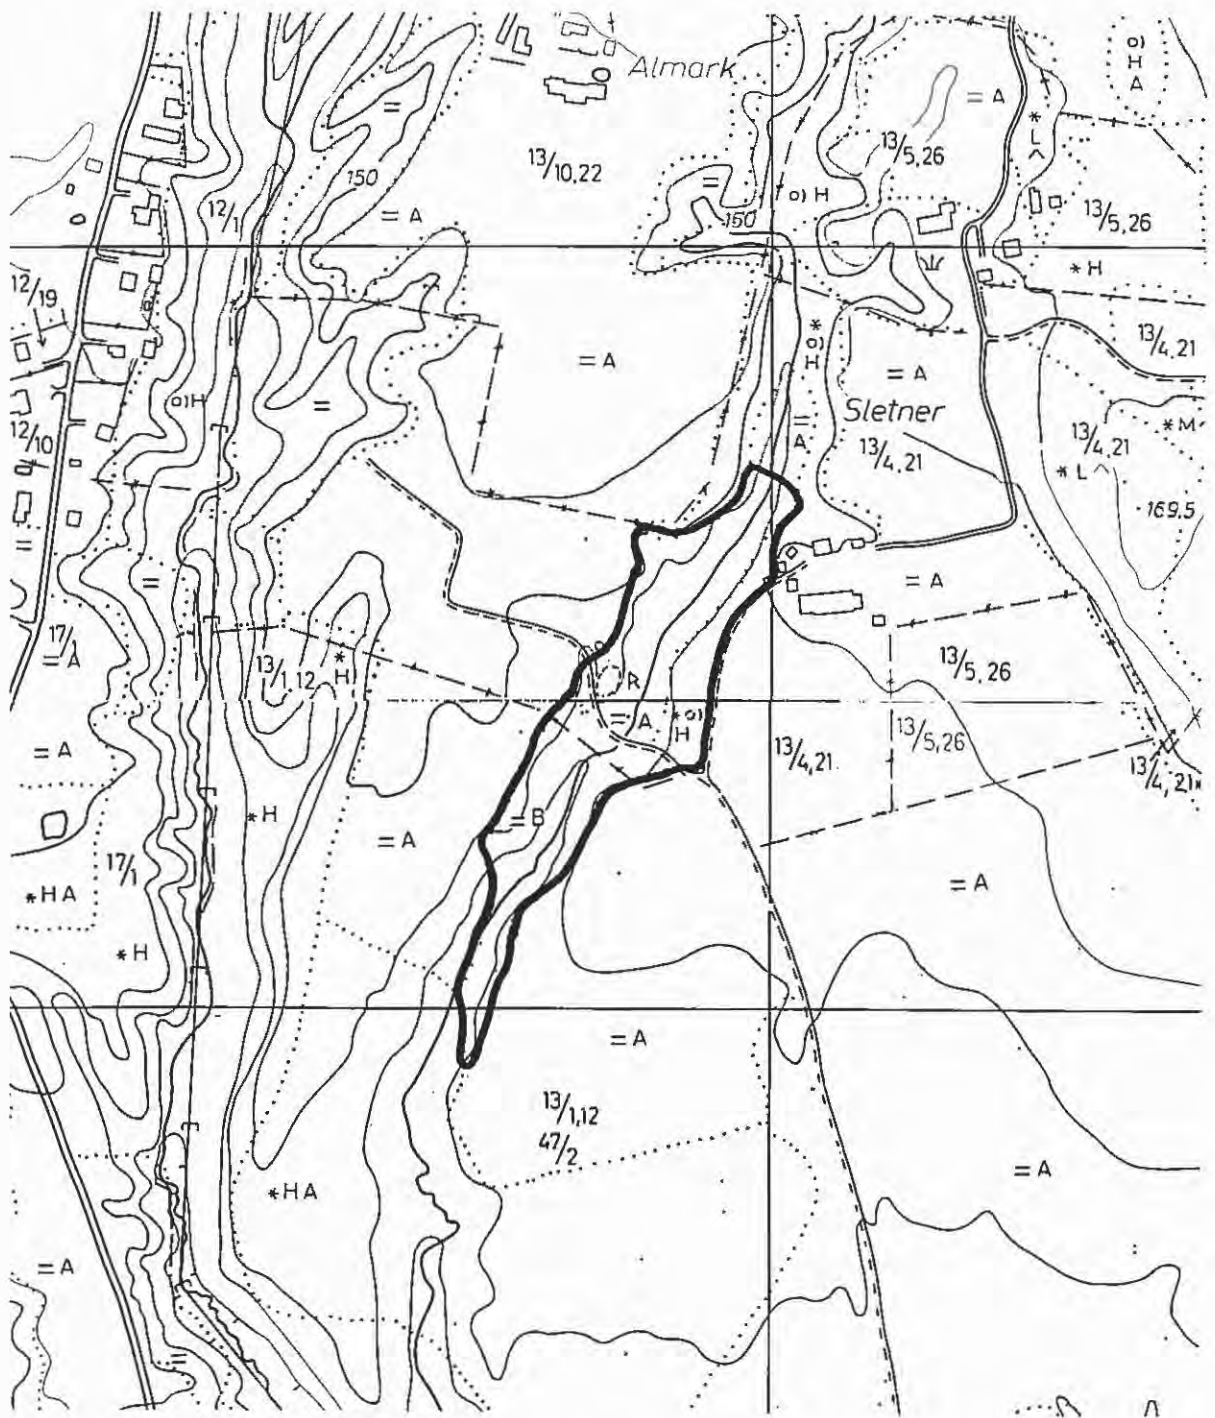 Almark
o) H A
= A
13/5,26
* L ^
13/10,22
150
12/1
= A
150
o) H
13/5,26
* H
12/19
= A
* o) H
13/4,21
= A
= A
Sletner
13/4,21
o) H
12/10
13/4,21
* M
* L ^
169.5
= A
17/1
= A
13/1,12
* H
R
13/5,26
= A
* o) H
= A
13/4,21
13/5,26
13/4,21
* H
= B
= A
17/1
* H A
= A
* H
= A
13/1,12
47/2
= A
* H A
= A